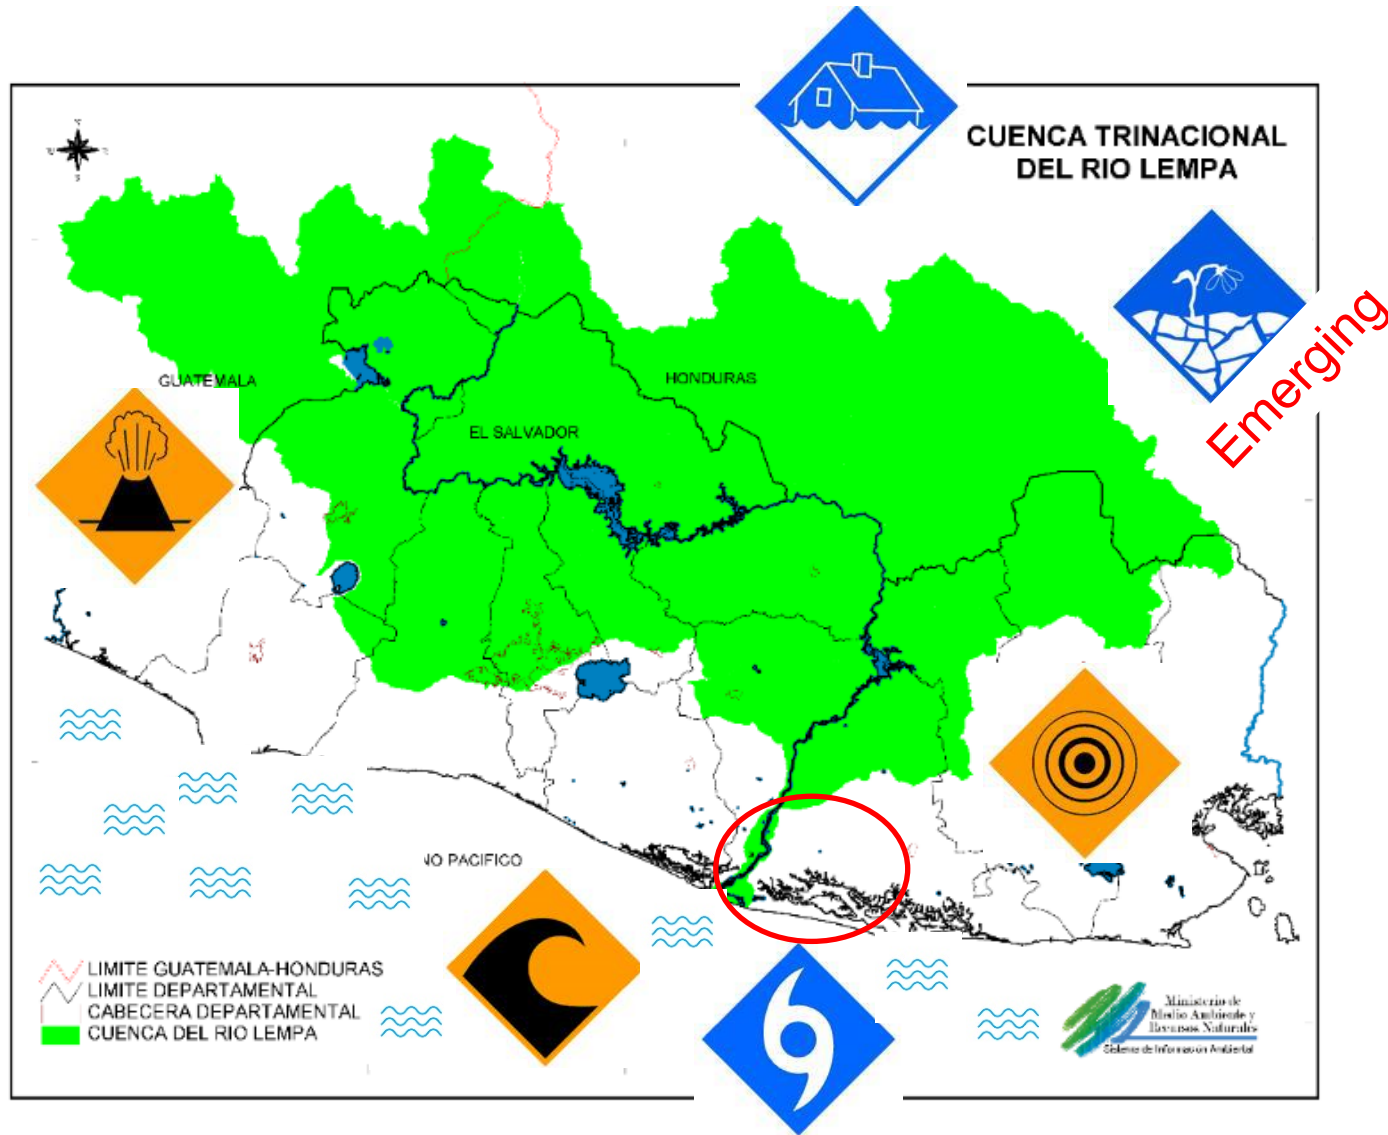 CUENCA TRINACIONAL
DEL RIO LEMPA
Emerging
GUATEMALA
HONDURAS
EL SALVADOR
NO PACIFICO
LIMITE GUATEMALA-HONDURAS
LIMITE DEPARTAMENTAL
CABECERA DEPARTAMENTAL
CUENCA DEL RIO LEMPA
Ministerio de
Medio Ambiente y
Recursos Naturales
Sistema de Información Ambiental